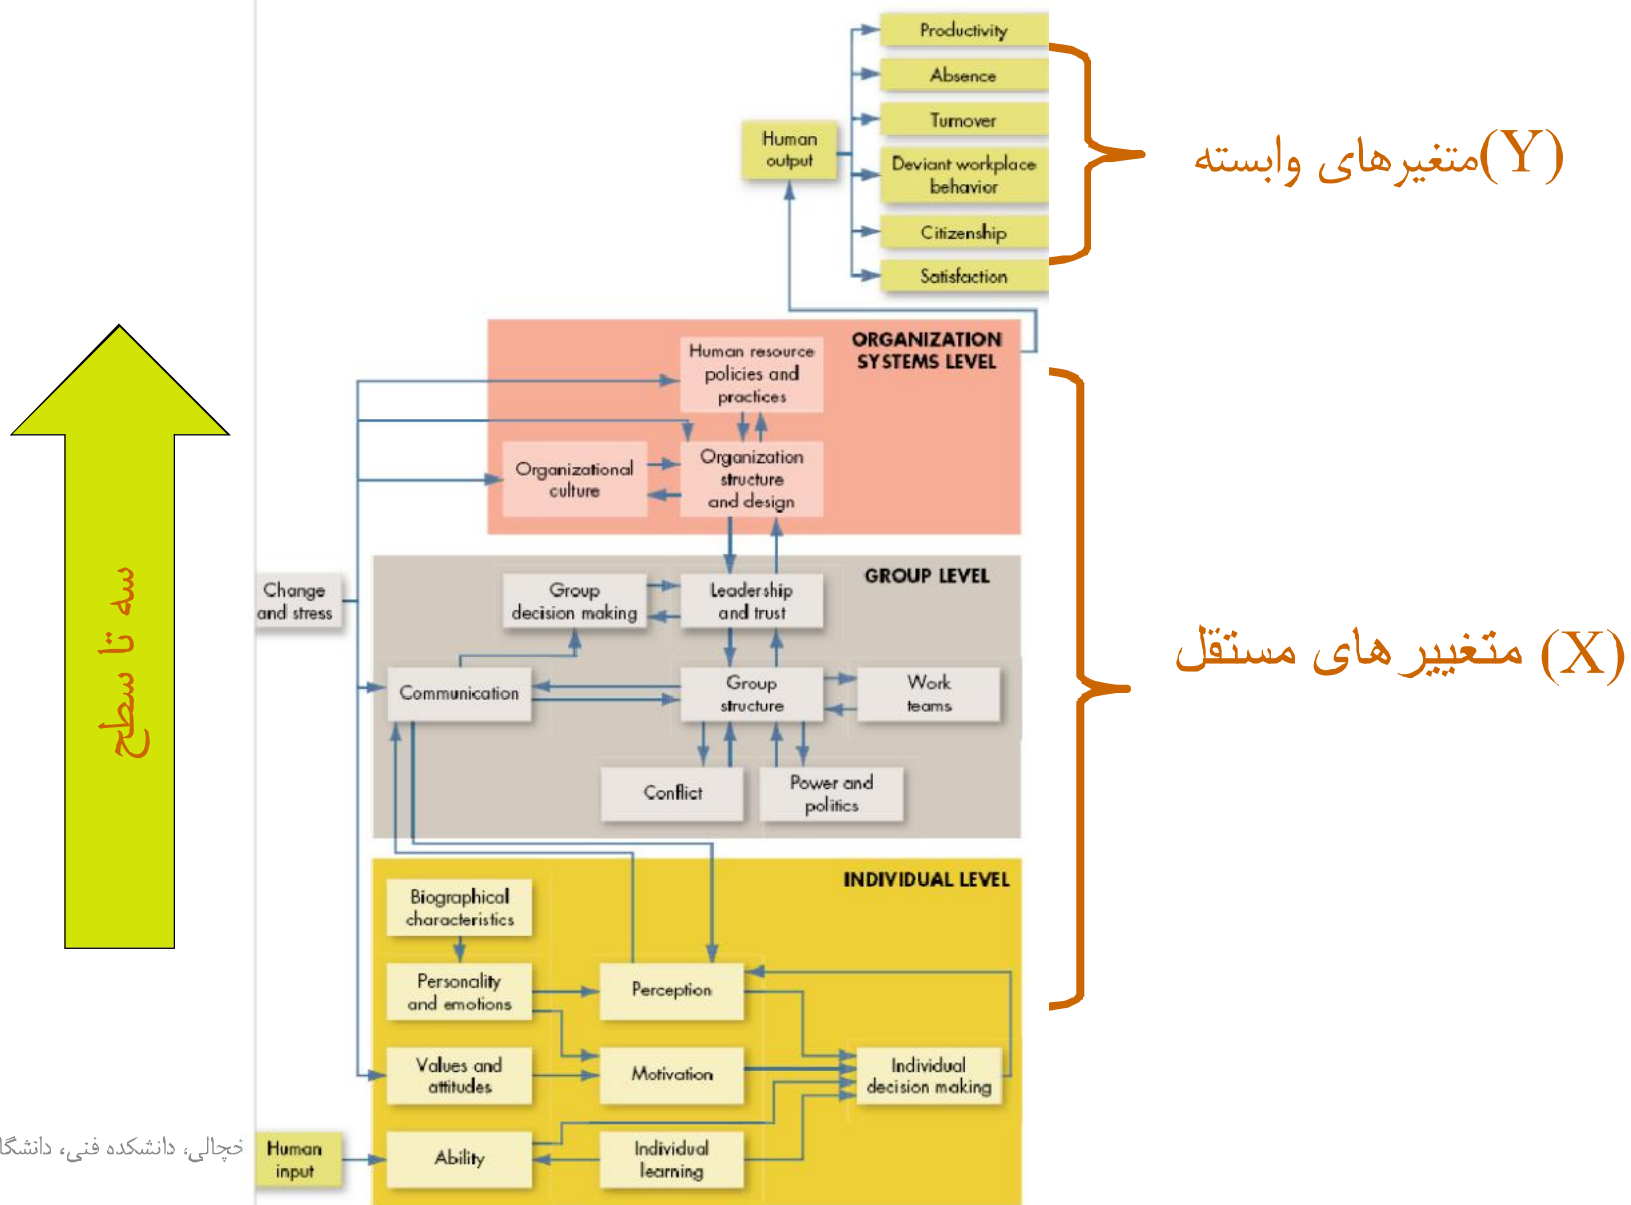 Productivity
Absence
Turnover
Human
output
Deviant workplace
behavior
Citizenship
Satisfaction
(Y)متغیرهای وابسته
ORGANIZATION
SYSTEMS LEVEL
Human resource
policies and
practices
Organizational
culture
Organization
structure
and design
سه تا سطح
(X) متغییر های مستقل
GROUP LEVEL
Change
and stress
Group
decision making
Leadership
and trust
Communication
Group
structure
Work
teams
Conflict
Power and
politics
INDIVIDUAL LEVEL
Biographical
characteristics
Personality
and emotions
Perception
Values and
attitudes
Motivation
Individual
decision making
Human
input
Ability
Individual
learning
دانشکده فنی،